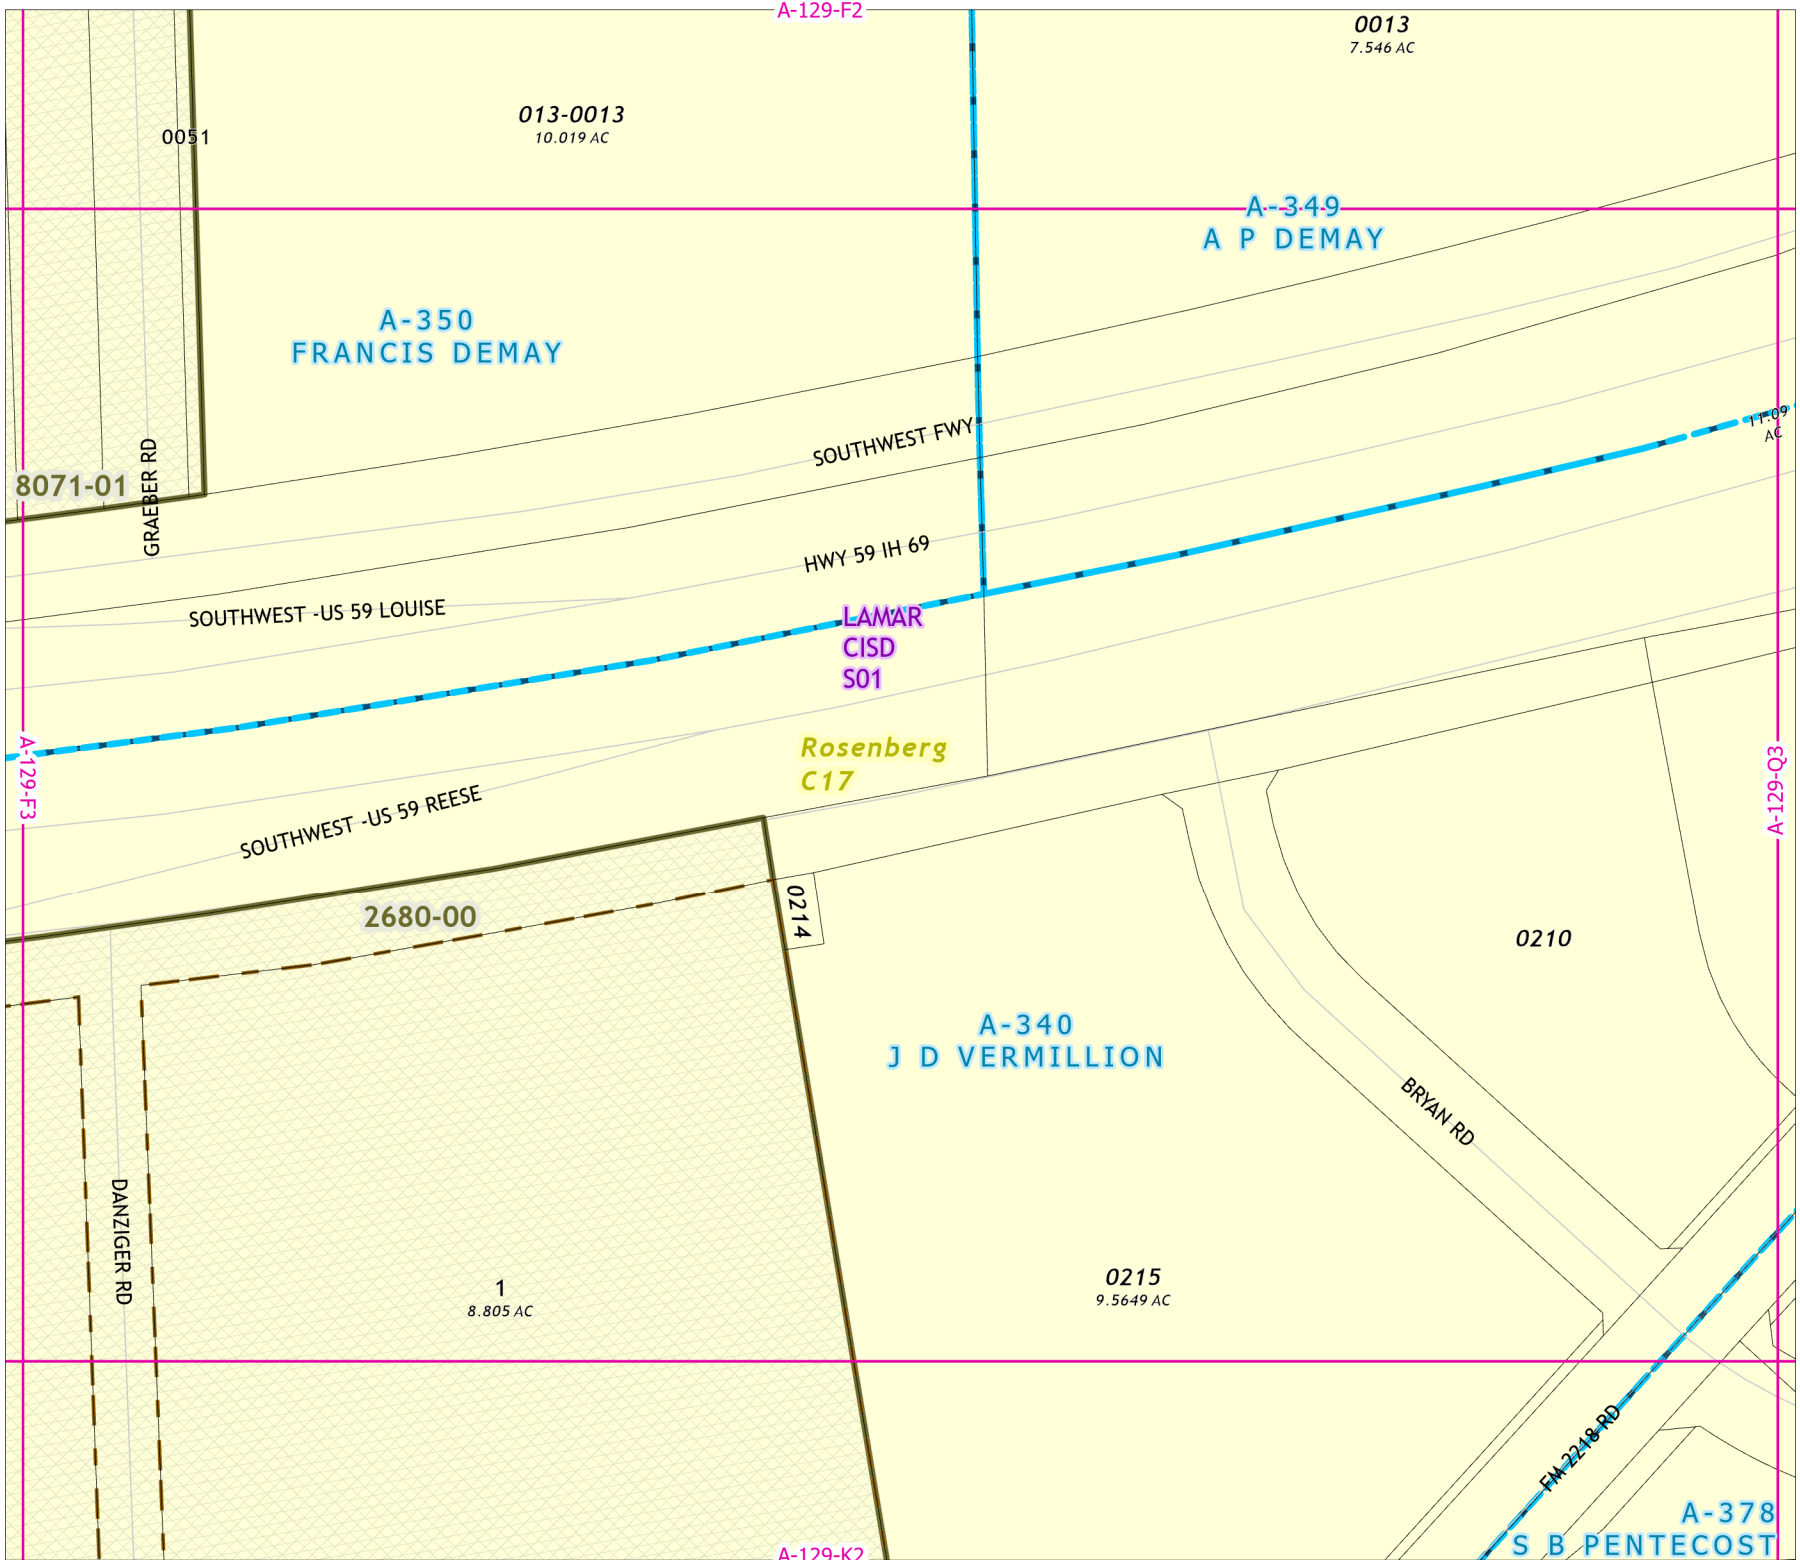 A-129-F2
0013
7.546 AC
013-0013
10.019 AC
0051
A-349
A P DEMAY
A-350
FRANCIS DEMAY
11.09
AC
SOUTHWEST FWY
8071-01
GRAEBER RD
HWY 59 IH 69
SOUTHWEST -US 59 LOUISE
LAMAR
CISD
S01
A-129-F3
Rosenberg
C17
A-129-Q3
SOUTHWEST -US 59 REESE
2680-00
0214
0210
A-340
J D VERMILLION
BRYAN RD
DANZIGER RD
1
8.805 AC
0215
9.5649 AC
FM 2218 RD
A-378
S B PENTECOST
A-129-K2